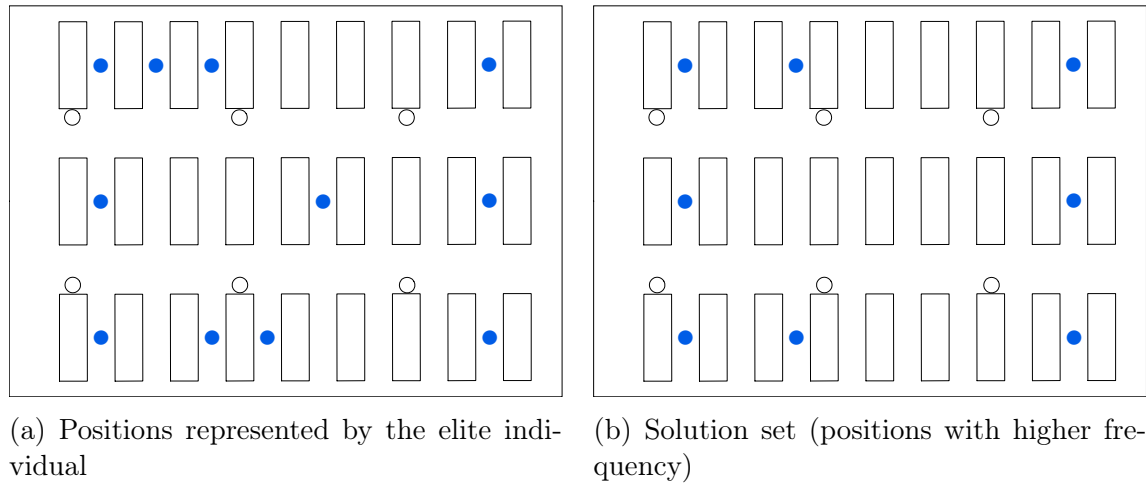 (a) Positions represented by the elite indi-
vidual
(b) Solution set (positions with higher fre-
quency)